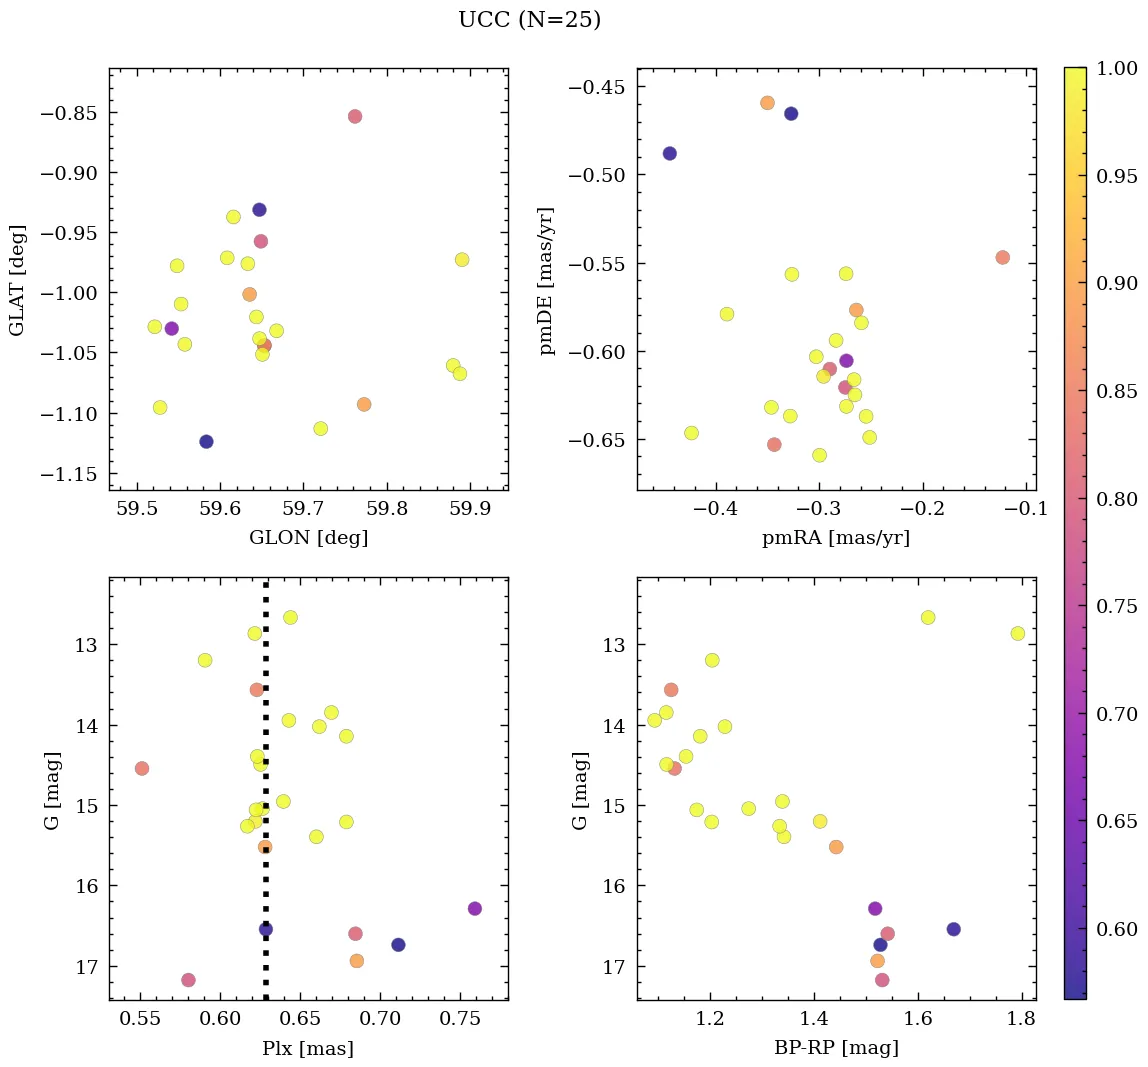 UCC (N=25)
−0.85
−0.90
−0.95
−1.00
−1.05
−1.10
−1.15
GLAT [deg]
59.5 59.6 59.7 59.8 59.9
GLON [deg]
−0.45
−0.50
−0.55
−0.60
−0.65
pmDE [mas/yr]
−0.4 −0.3 −0.2 −0.1
pmRA [mas/yr]
13
14
15
16
17
G [mag]
0.55 0.60 0.65 0.70 0.75
Plx [mas]
13
14
15
16
17
G [mag]
1.2 1.4 1.6 1.8
BP-RP [mag]
1.00
0.95
0.90
0.85
0.80
0.75
0.70
0.65
0.60